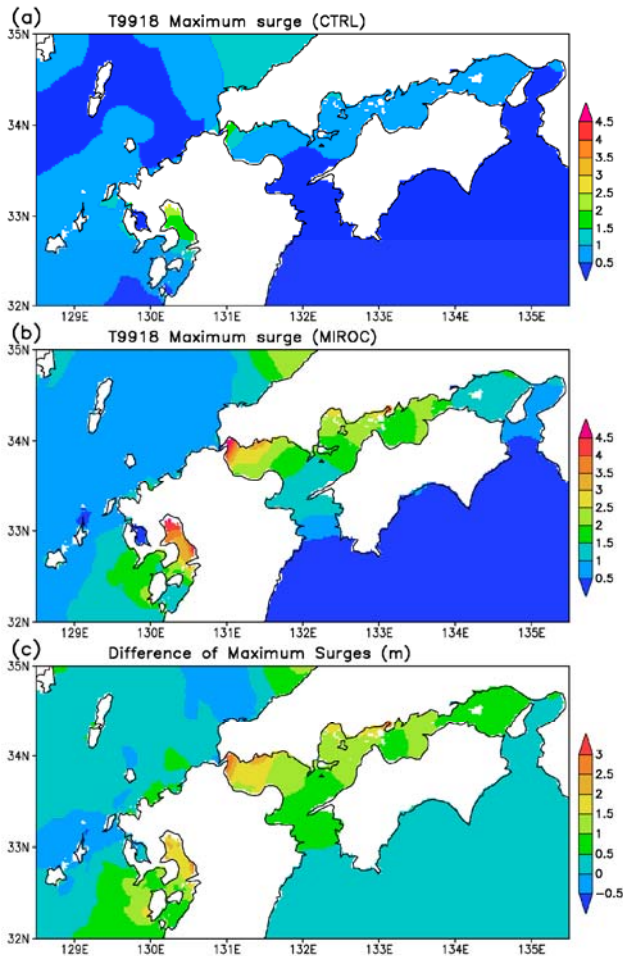 (a)
T9918 Maximum surge (CTRL)
35N
34N
33N
32N
129E 130E 131E 132E 133E 134E 135E
4.5
4
3.5
3
2.5
2
1.5
1
0.5
(b)
T9918 Maximum surge (MIROC)
35N
34N
33N
32N
129E 130E 131E 132E 133E 134E 135E
4.5
4
3.5
3
2.5
2
1.5
1
0.5
(c)
Difference of Maximum Surges (m)
35N
34N
33N
32N
129E 130E 131E 132E 133E 134E 135E
3
2.5
2
1.5
1
0.5
0
−0.5